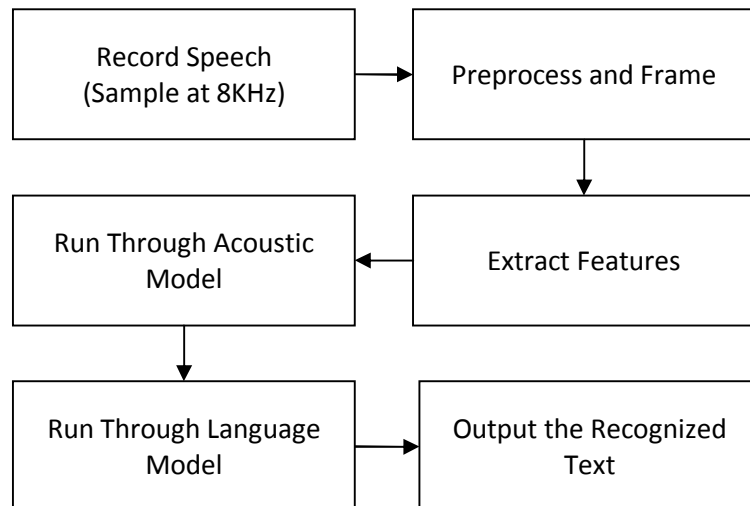 Record Speech
(Sample at 8KHz)
Preprocess and Frame
Extract Features
Run Through Acoustic
Model
Run Through Language
Model
Output the Recognized
Text